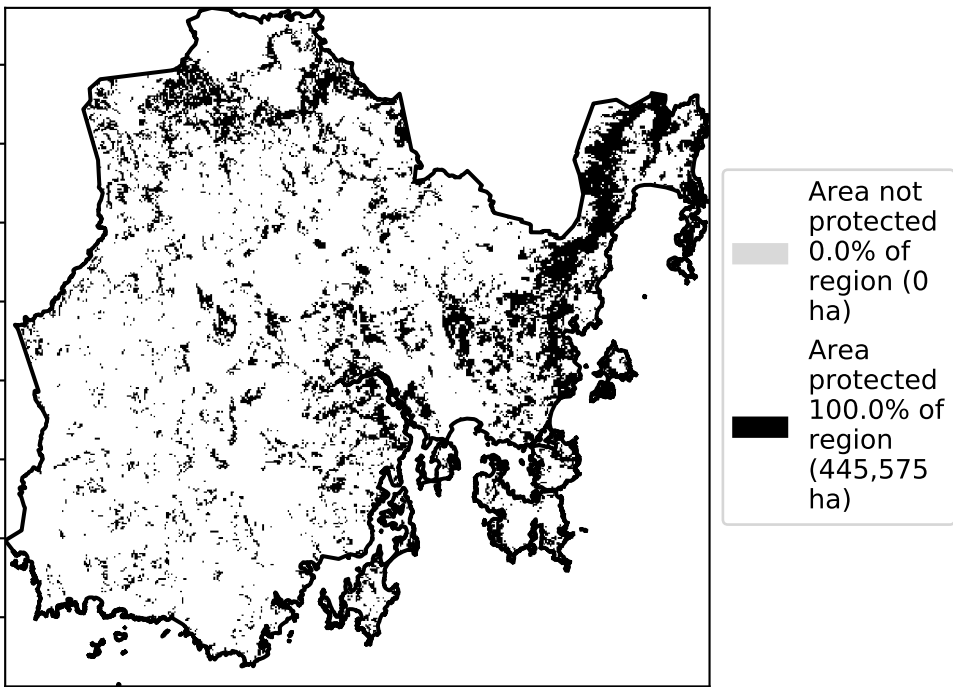 Area not
protected
0.0% of
region (0
ha)
Area
protected
100.0% of
region
(445,575
ha)